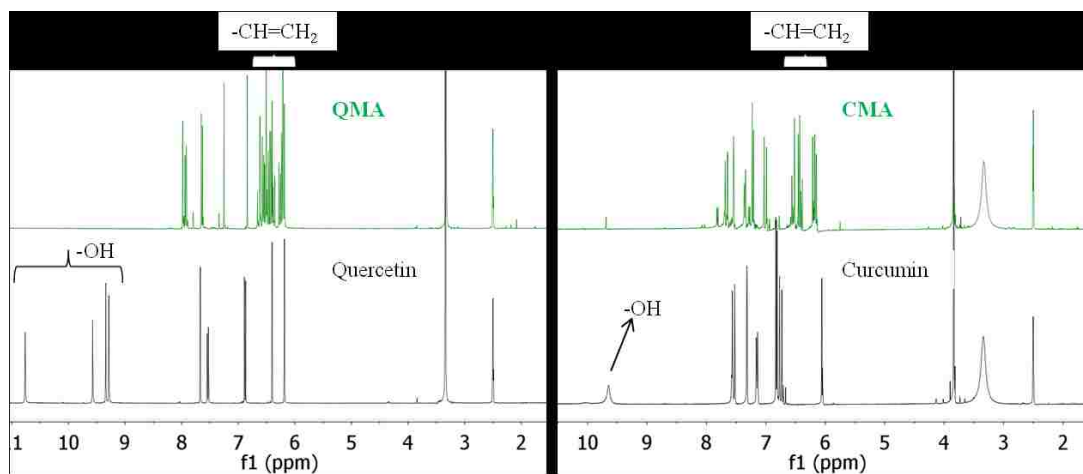 -CH=CH₂
QMA
-OH
Quercetin
11 10 9 8 7 6 5 4 3 2
f1 (ppm)
-CH=CH₂
CMA
Curcumin
-OH
10 9 8 7 6 5 4 3 2
f1 (ppm)